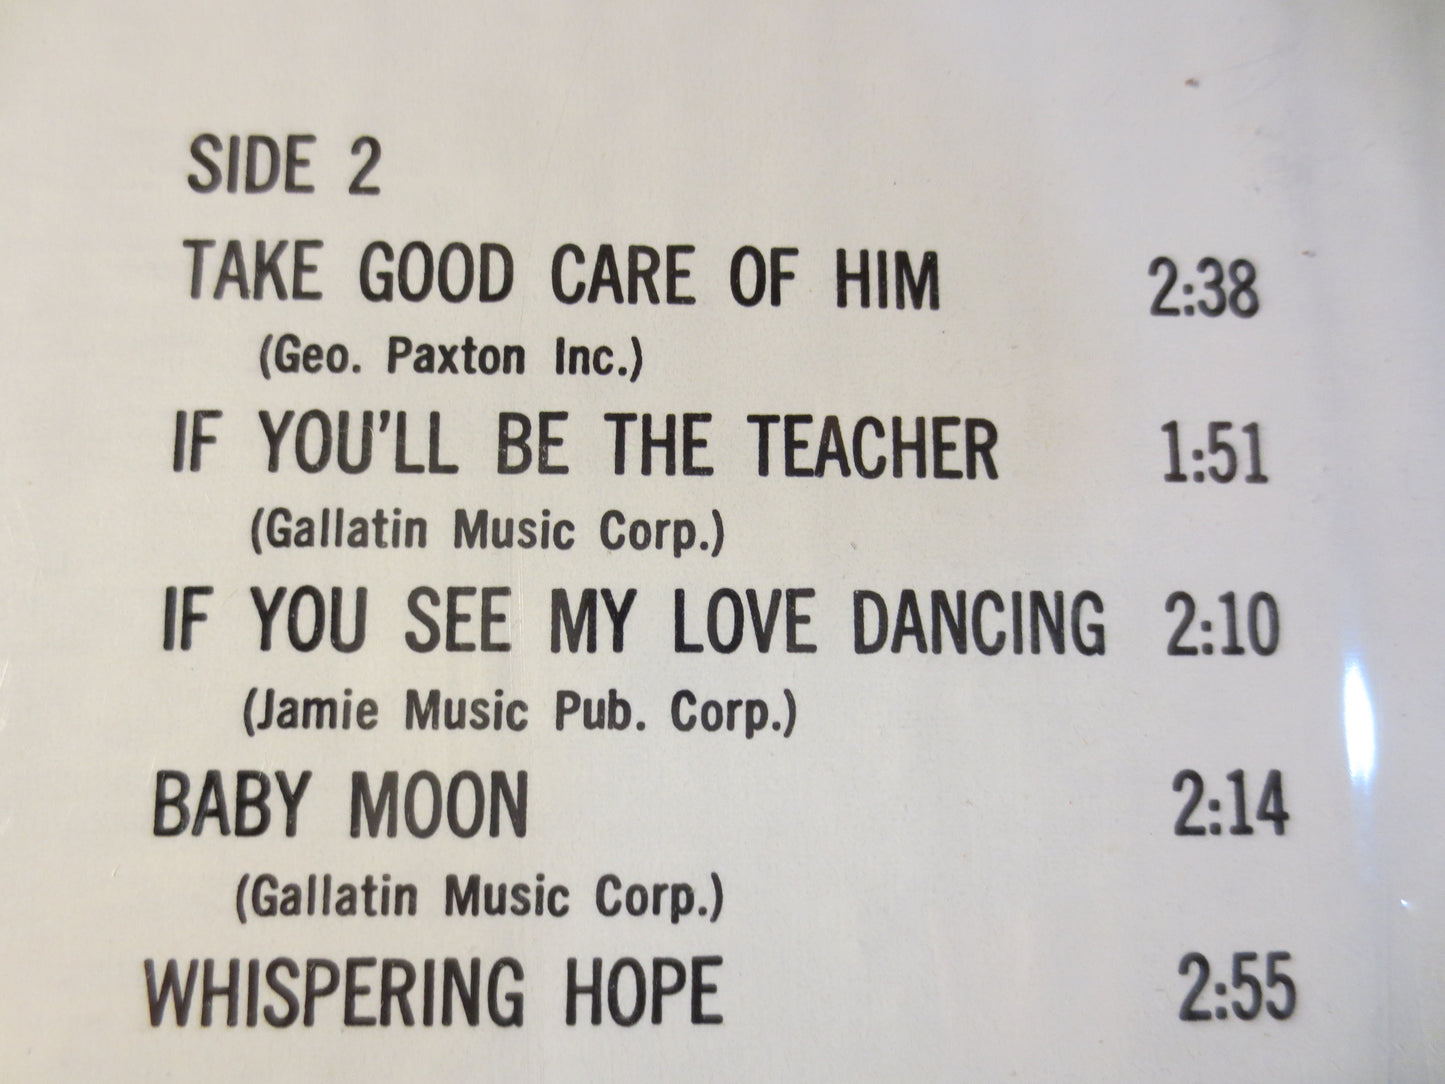 SIDE 2
TAKE GOOD CARE OF HIM 2:38
(Geo. Paxton Inc.)
IF YOU'LL BE THE TEACHER 1:51
(Gallatin Music Corp.)
IF YOU SEE MY LOVE DANCING 2:10
(Jamie Music Pub. Corp.)
BABY MOON 2:14
(Gallatin Music Corp.)
WHISPERING HOPE 2:55